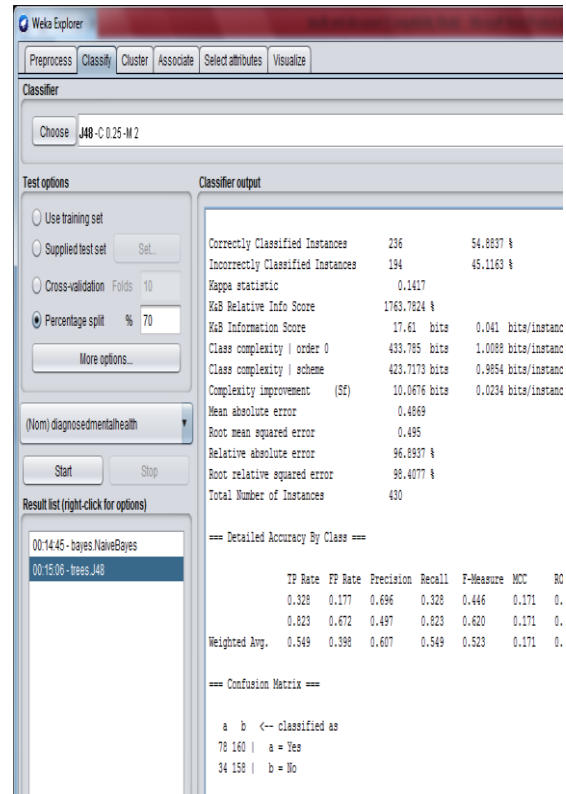 Weka Explorer
Preprocess Classify Cluster Associate Select attributes Visualize
Classifier
Choose J48 -C 0.25 -M 2
Test options
Use training set
Supplied test set Set...
Cross-validation Folds 10
Percentage split % 70
More options...
(Nom) diagnosedmentalhealth
Start Stop
Result list (right-click for options)
00:14:45 - bayes.NaiveBayes
00:15:06 - trees.J48
Classifier output
Correctly Classified Instances 236 54.8837 %
Incorrectly Classified Instances 194 45.1163 %
Kappa statistic 0.1417
K&B Relative Info Score 1763.7824 %
K&B Information Score 17.61 bits 0.041 bits/instanc
Class complexity | order 0 433.785 bits 1.0088 bits/instanc
Class complexity | scheme 423.7173 bits 0.9854 bits/instanc
Complexity improvement (Sf) 10.0676 bits 0.0234 bits/instanc
Mean absolute error 0.4869
Root mean squared error 0.495
Relative absolute error 96.8937 %
Root relative squared error 98.4077 %
Total Number of Instances 430
=== Detailed Accuracy By Class ===
TP Rate FP Rate Precision Recall F-Measure MCC RO
0.328 0.177 0.696 0.328 0.446 0.171 0.
0.823 0.672 0.497 0.823 0.620 0.171 0.
Weighted Avg. 0.549 0.398 0.607 0.549 0.523 0.171 0.
=== Confusion Matrix ===
a b <-- classified as
78 160 | a = Yes
34 158 | b = No